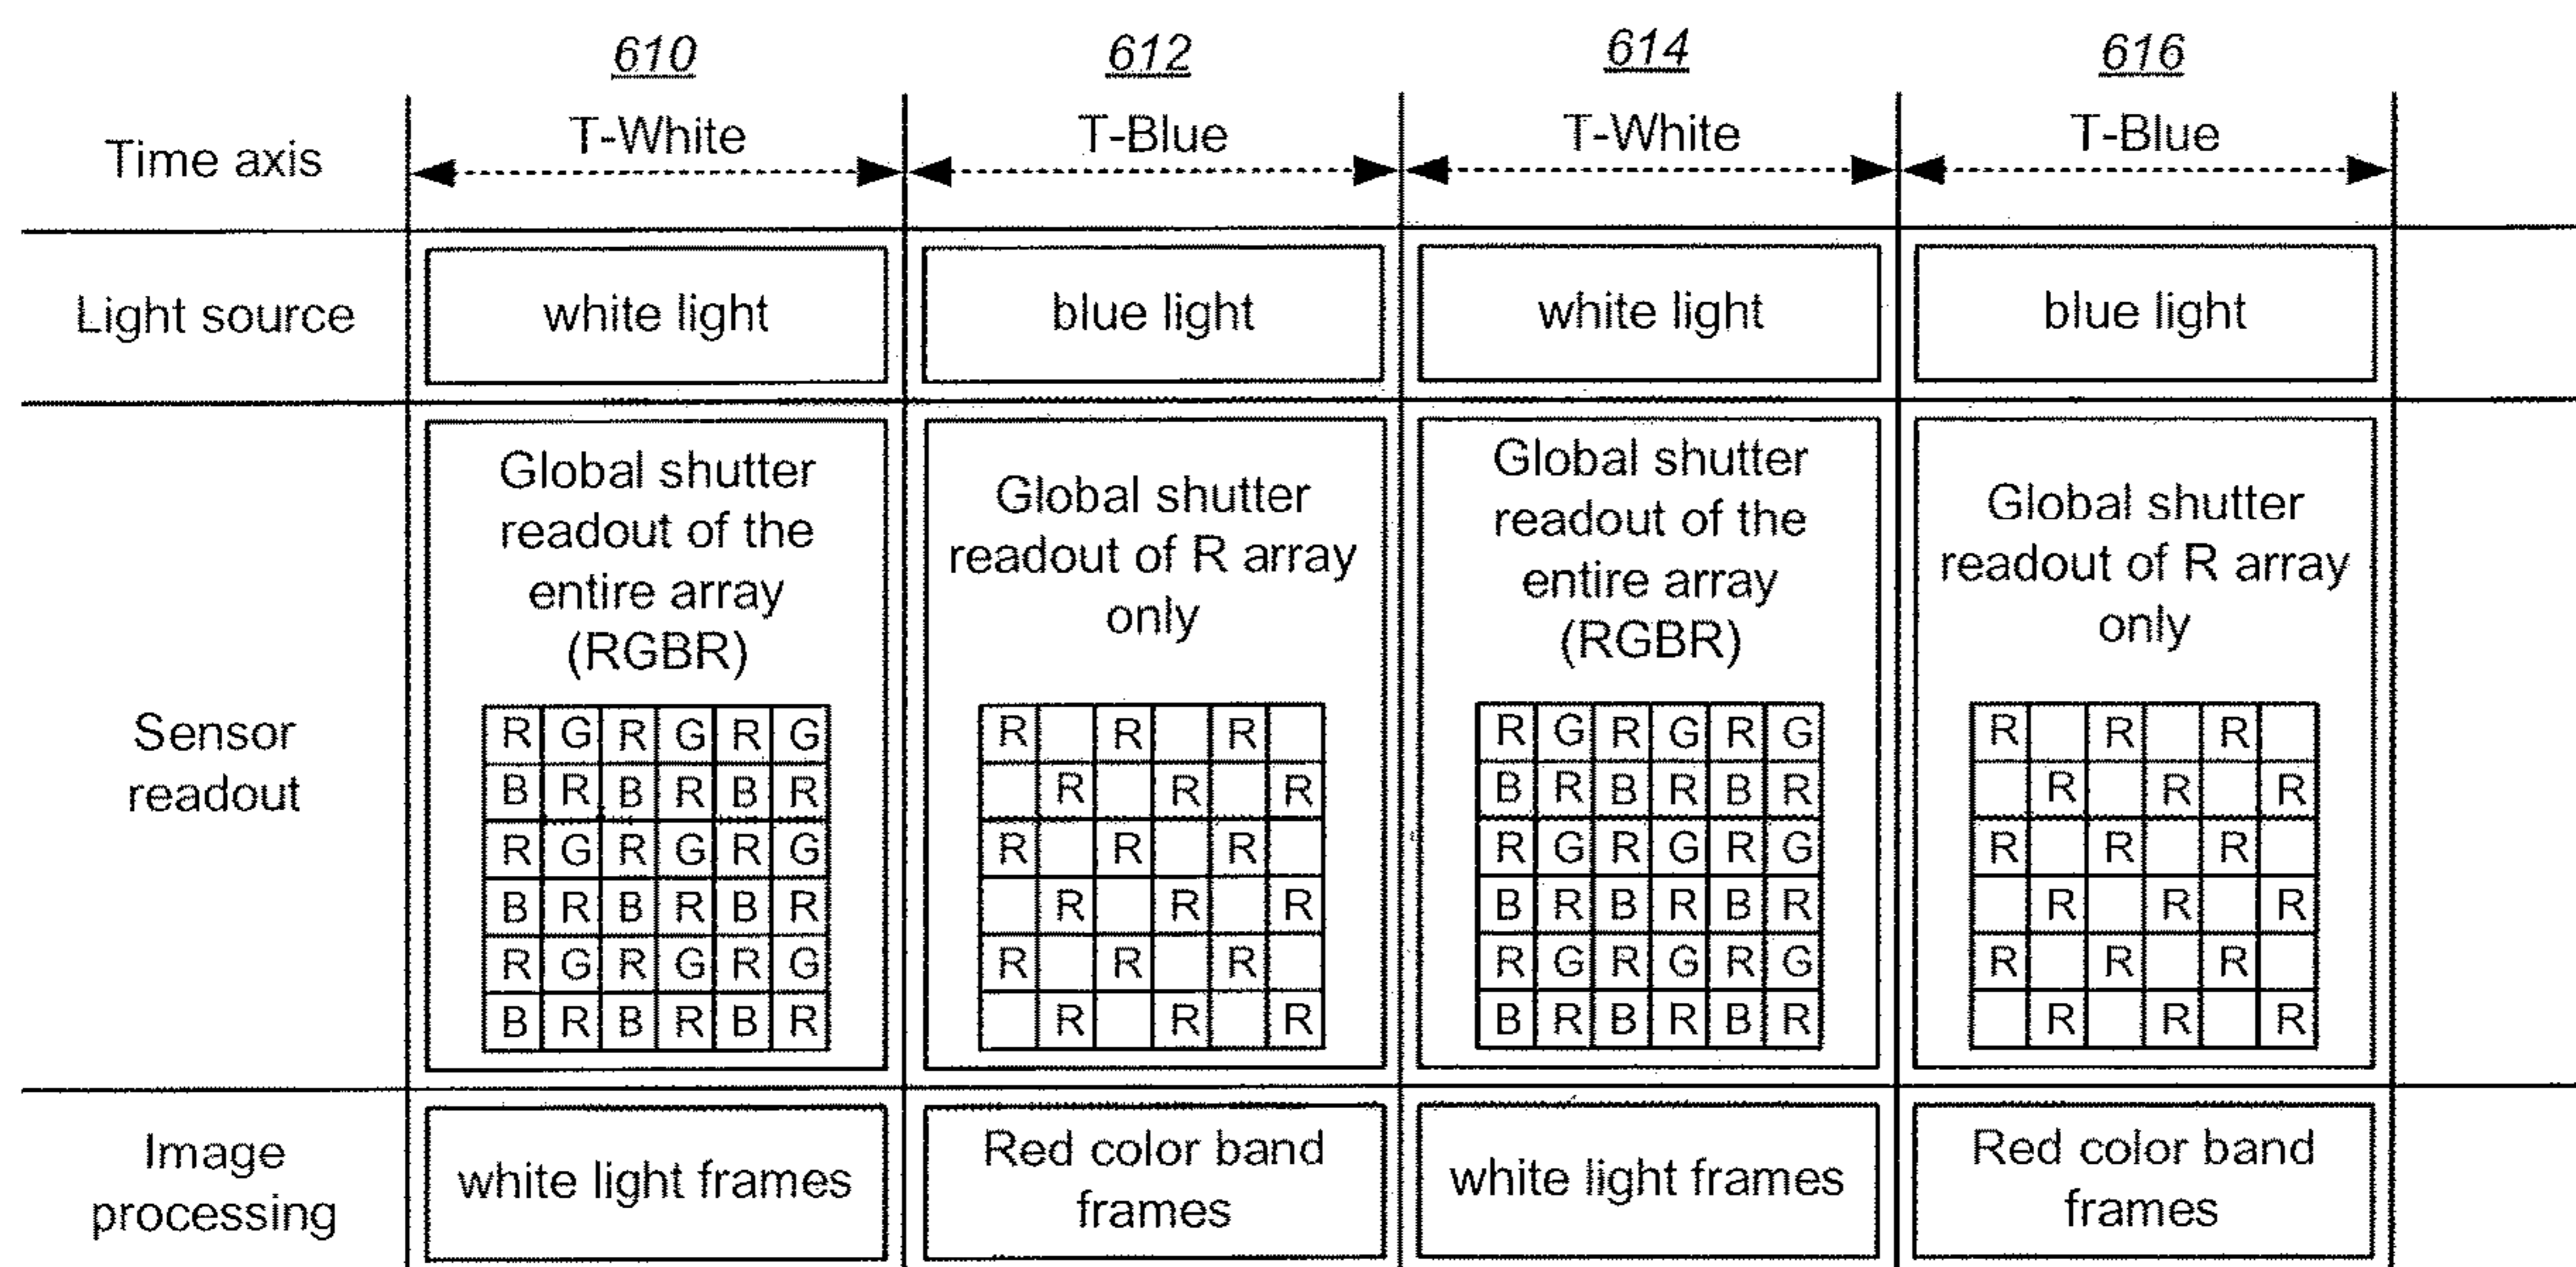 610 612 614 616
Time axis T-White T-Blue T-White T-Blue
Light source white light blue light white light blue light
Sensor
readout
Global shutter
readout of the
entire array
(RGBR)
R G R G R G
B R B R B R
R G R G R G
B R B R B R
R G R G R G
B R B R B R
Global shutter
readout of R array
only
R R R
R R R
R R R
R R R
R R R
R R R
Global shutter
readout of the
entire array
(RGBR)
R G R G R G
B R B R B R
R G R G R G
B R B R B R
R G R G R G
B R B R B R
Global shutter
readout of R array
only
R R R
R R R
R R R
R R R
R R R
R R R
Image
processing
white light frames
Red color band
frames
white light frames
Red color band
frames